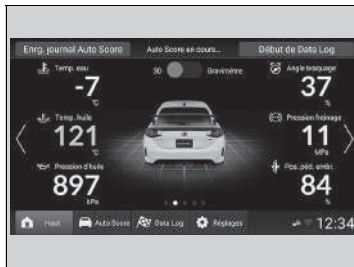 Enrg. journal Auto Score
Auto Score en cours...
Début de Data Log
Temp. eau
-7
°C
3D
Gravimètre
Angle braquage
37
%
Temp. huile
121
°C
Pression freinage
11
MPa
Pression d'huile
897
kPa
Pos. péd. embr.
84
%
Haut
Auto Score
Data Log
Réglages
12:34